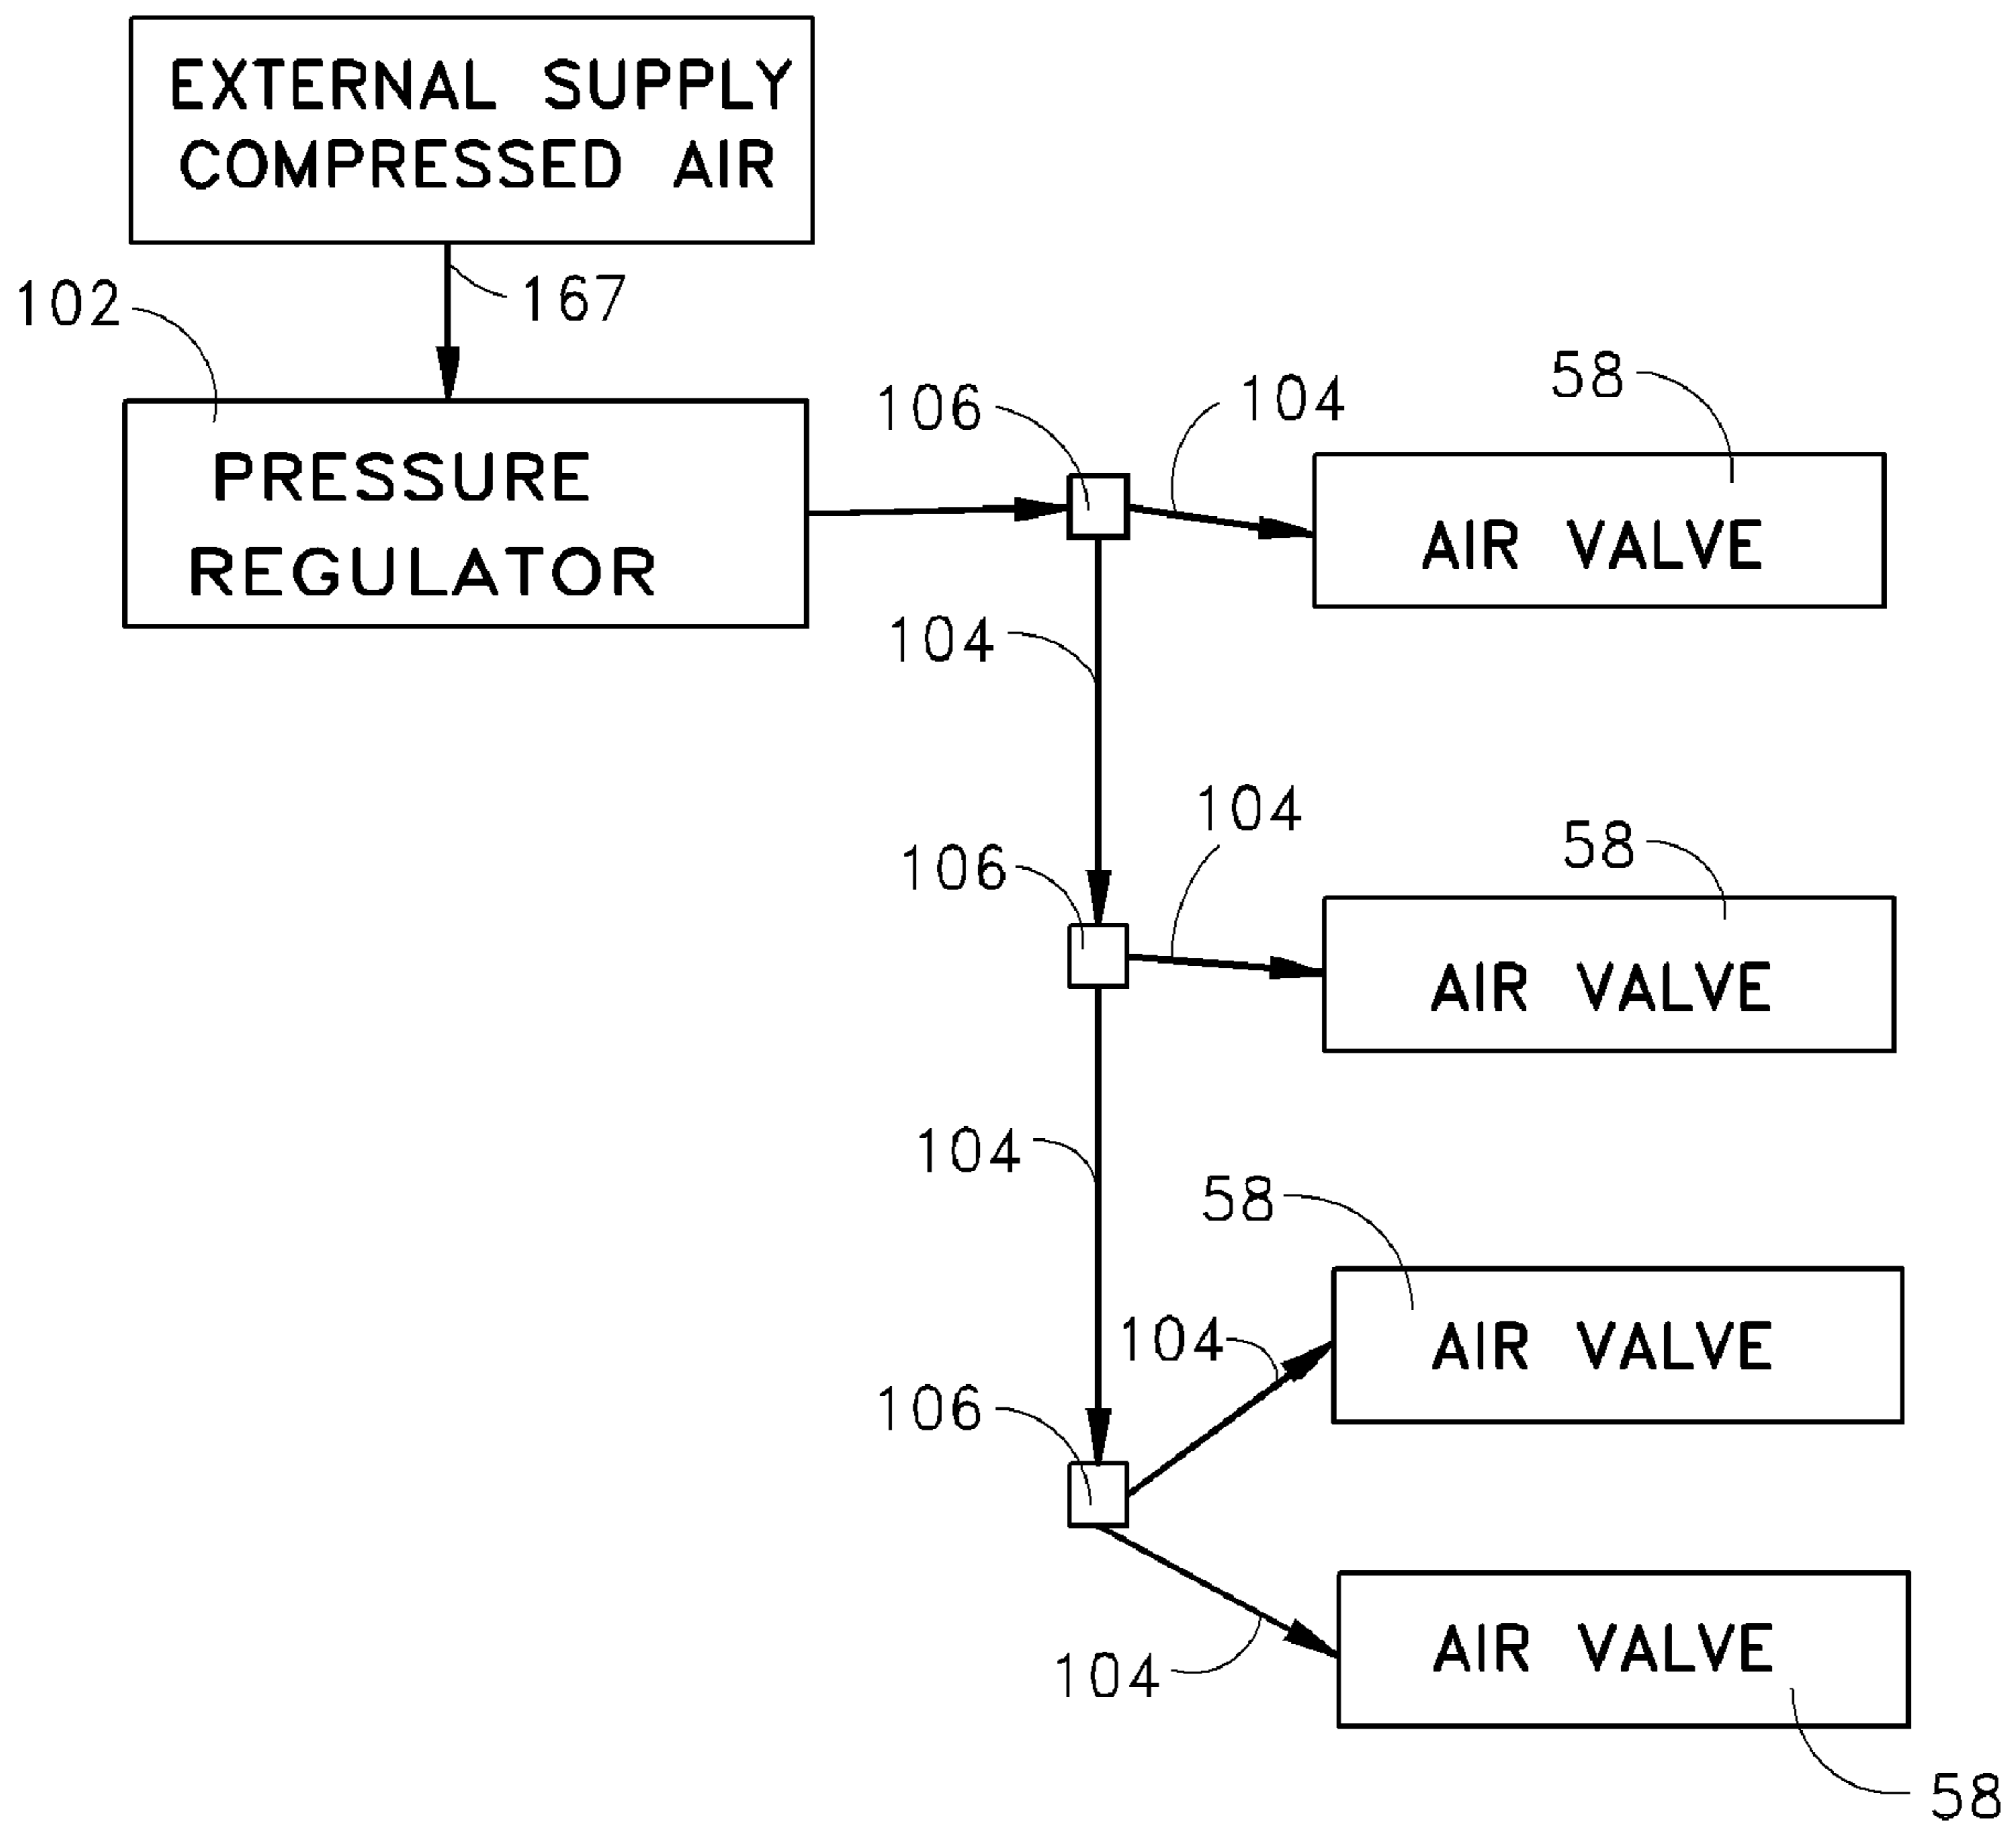 EXTERNAL SUPPLY
COMPRESSED AIR
167
102
PRESSURE
REGULATOR
106
104
58
AIR VALVE
104
104
106
58
AIR VALVE
104
58
104
AIR VALVE
106
104
AIR VALVE
58